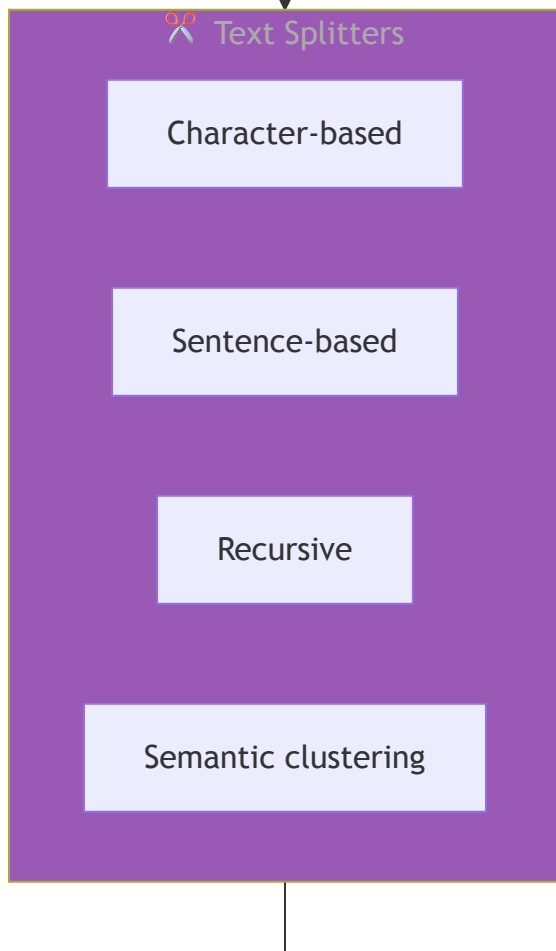 ✂️ Text Splitters
Character-based
Sentence-based
Recursive
Semantic clustering